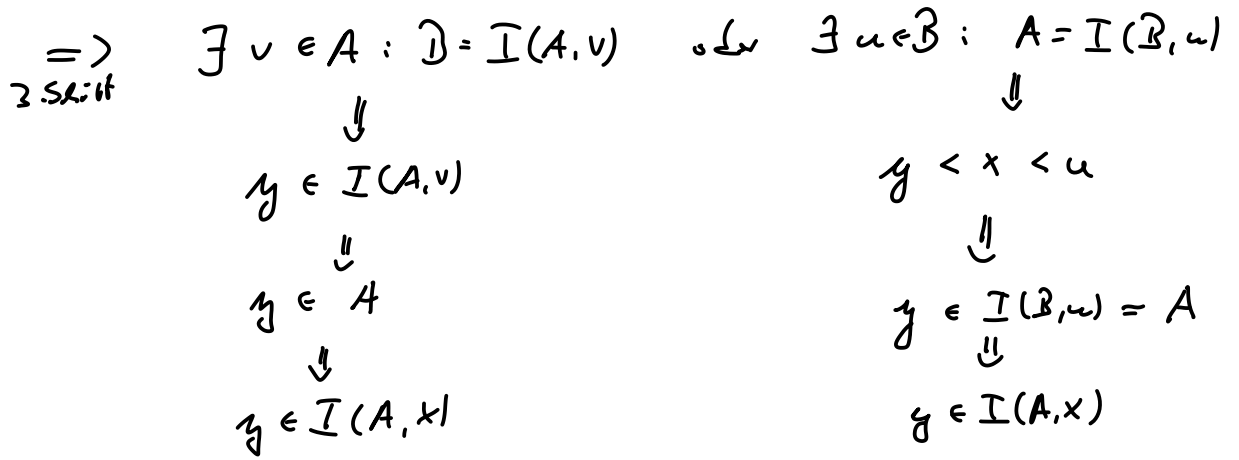 ⟹ ∃ v ∈ A : B = I(A,v) oder ∃ u ∈ B : A = I(B,u)
3. Schritt
⇓ ⇓
y ∈ I(A,v) y < x < u
⇓ ⇓
y ∈ A y ∈ I(B,u) = A
⇓ ⇓
y ∈ I(A,x) y ∈ I(A,x)